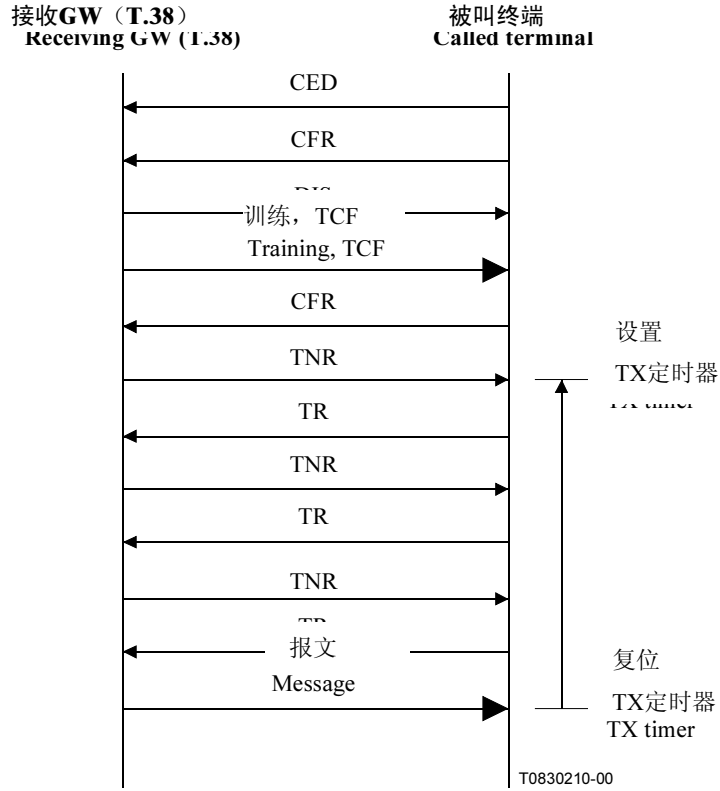 接收GW（T.38） 被叫终端
Receiving GW (T.38) Called terminal
CED
CFR
训练，TCF
Training, TCF
CFR
设置
TNR
TX定时器
TX timer
TR
TNR
TR
TNR
报文
复位
Message
TX定时器
TX timer
T0830210-00